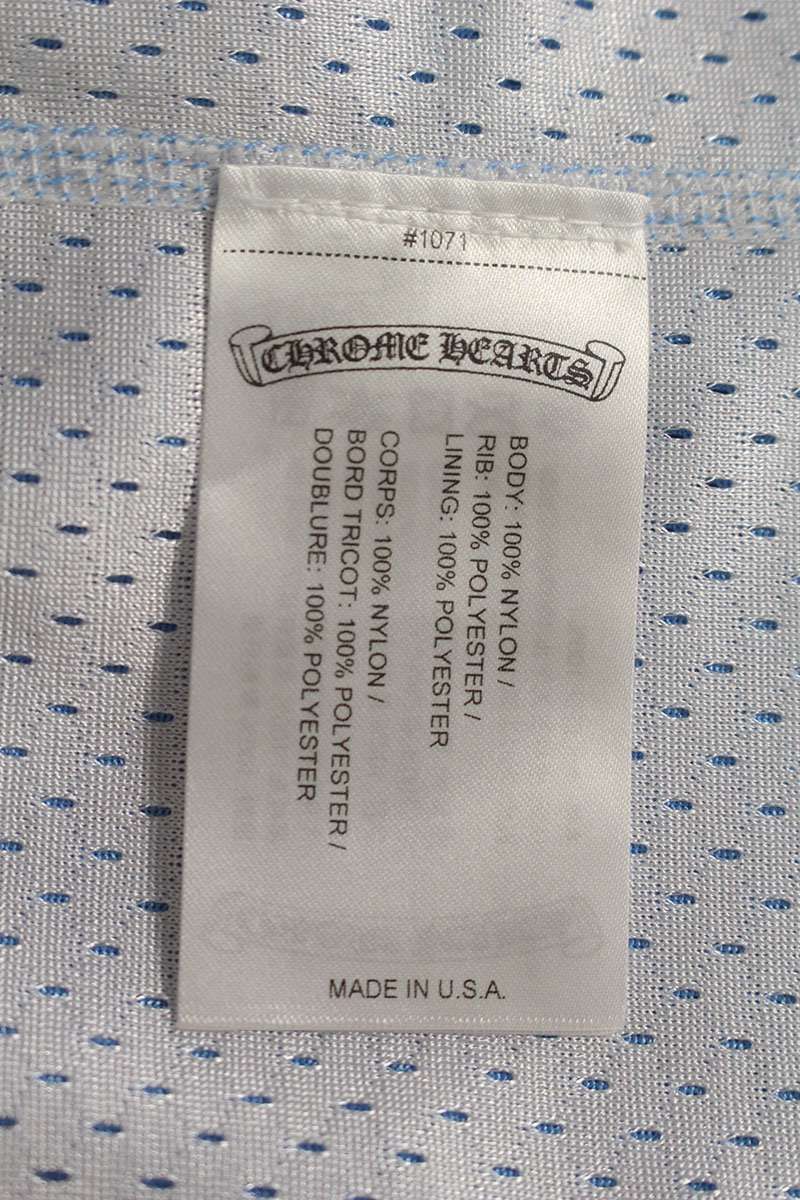 #1071
CHROME HEARTS
BODY: 100% NYLON /
RIB: 100% POLYESTER /
LINING: 100% POLYESTER
CORPS: 100% NYLON /
BORD TRICOT: 100% POLYESTER /
DOUBLURE: 100% POLYESTER
MADE IN U.S.A.